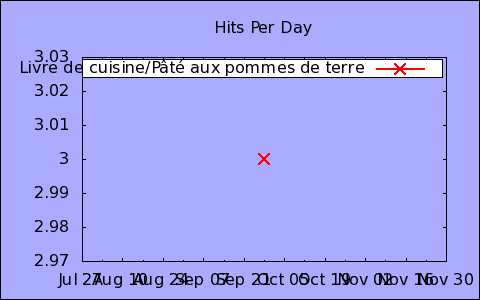 Hits Per Day
3.03
Livre de cuisine/Pâté aux pommes de terre
3.02
3.01
3
2.99
2.98
2.97
Jul 27 Aug 10 Aug 24 Sep 07 Sep 21 Oct 05 Oct 19 Nov 02 Nov 16 Nov 30